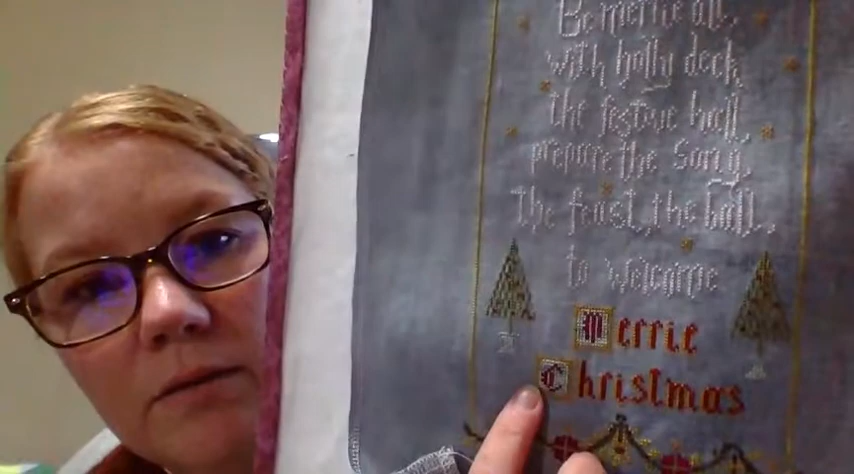 Be merrie all,
with holly deck
the festive hall,
prepare the song,
the feast, the ball,
to welcome
Merrie
Christmas